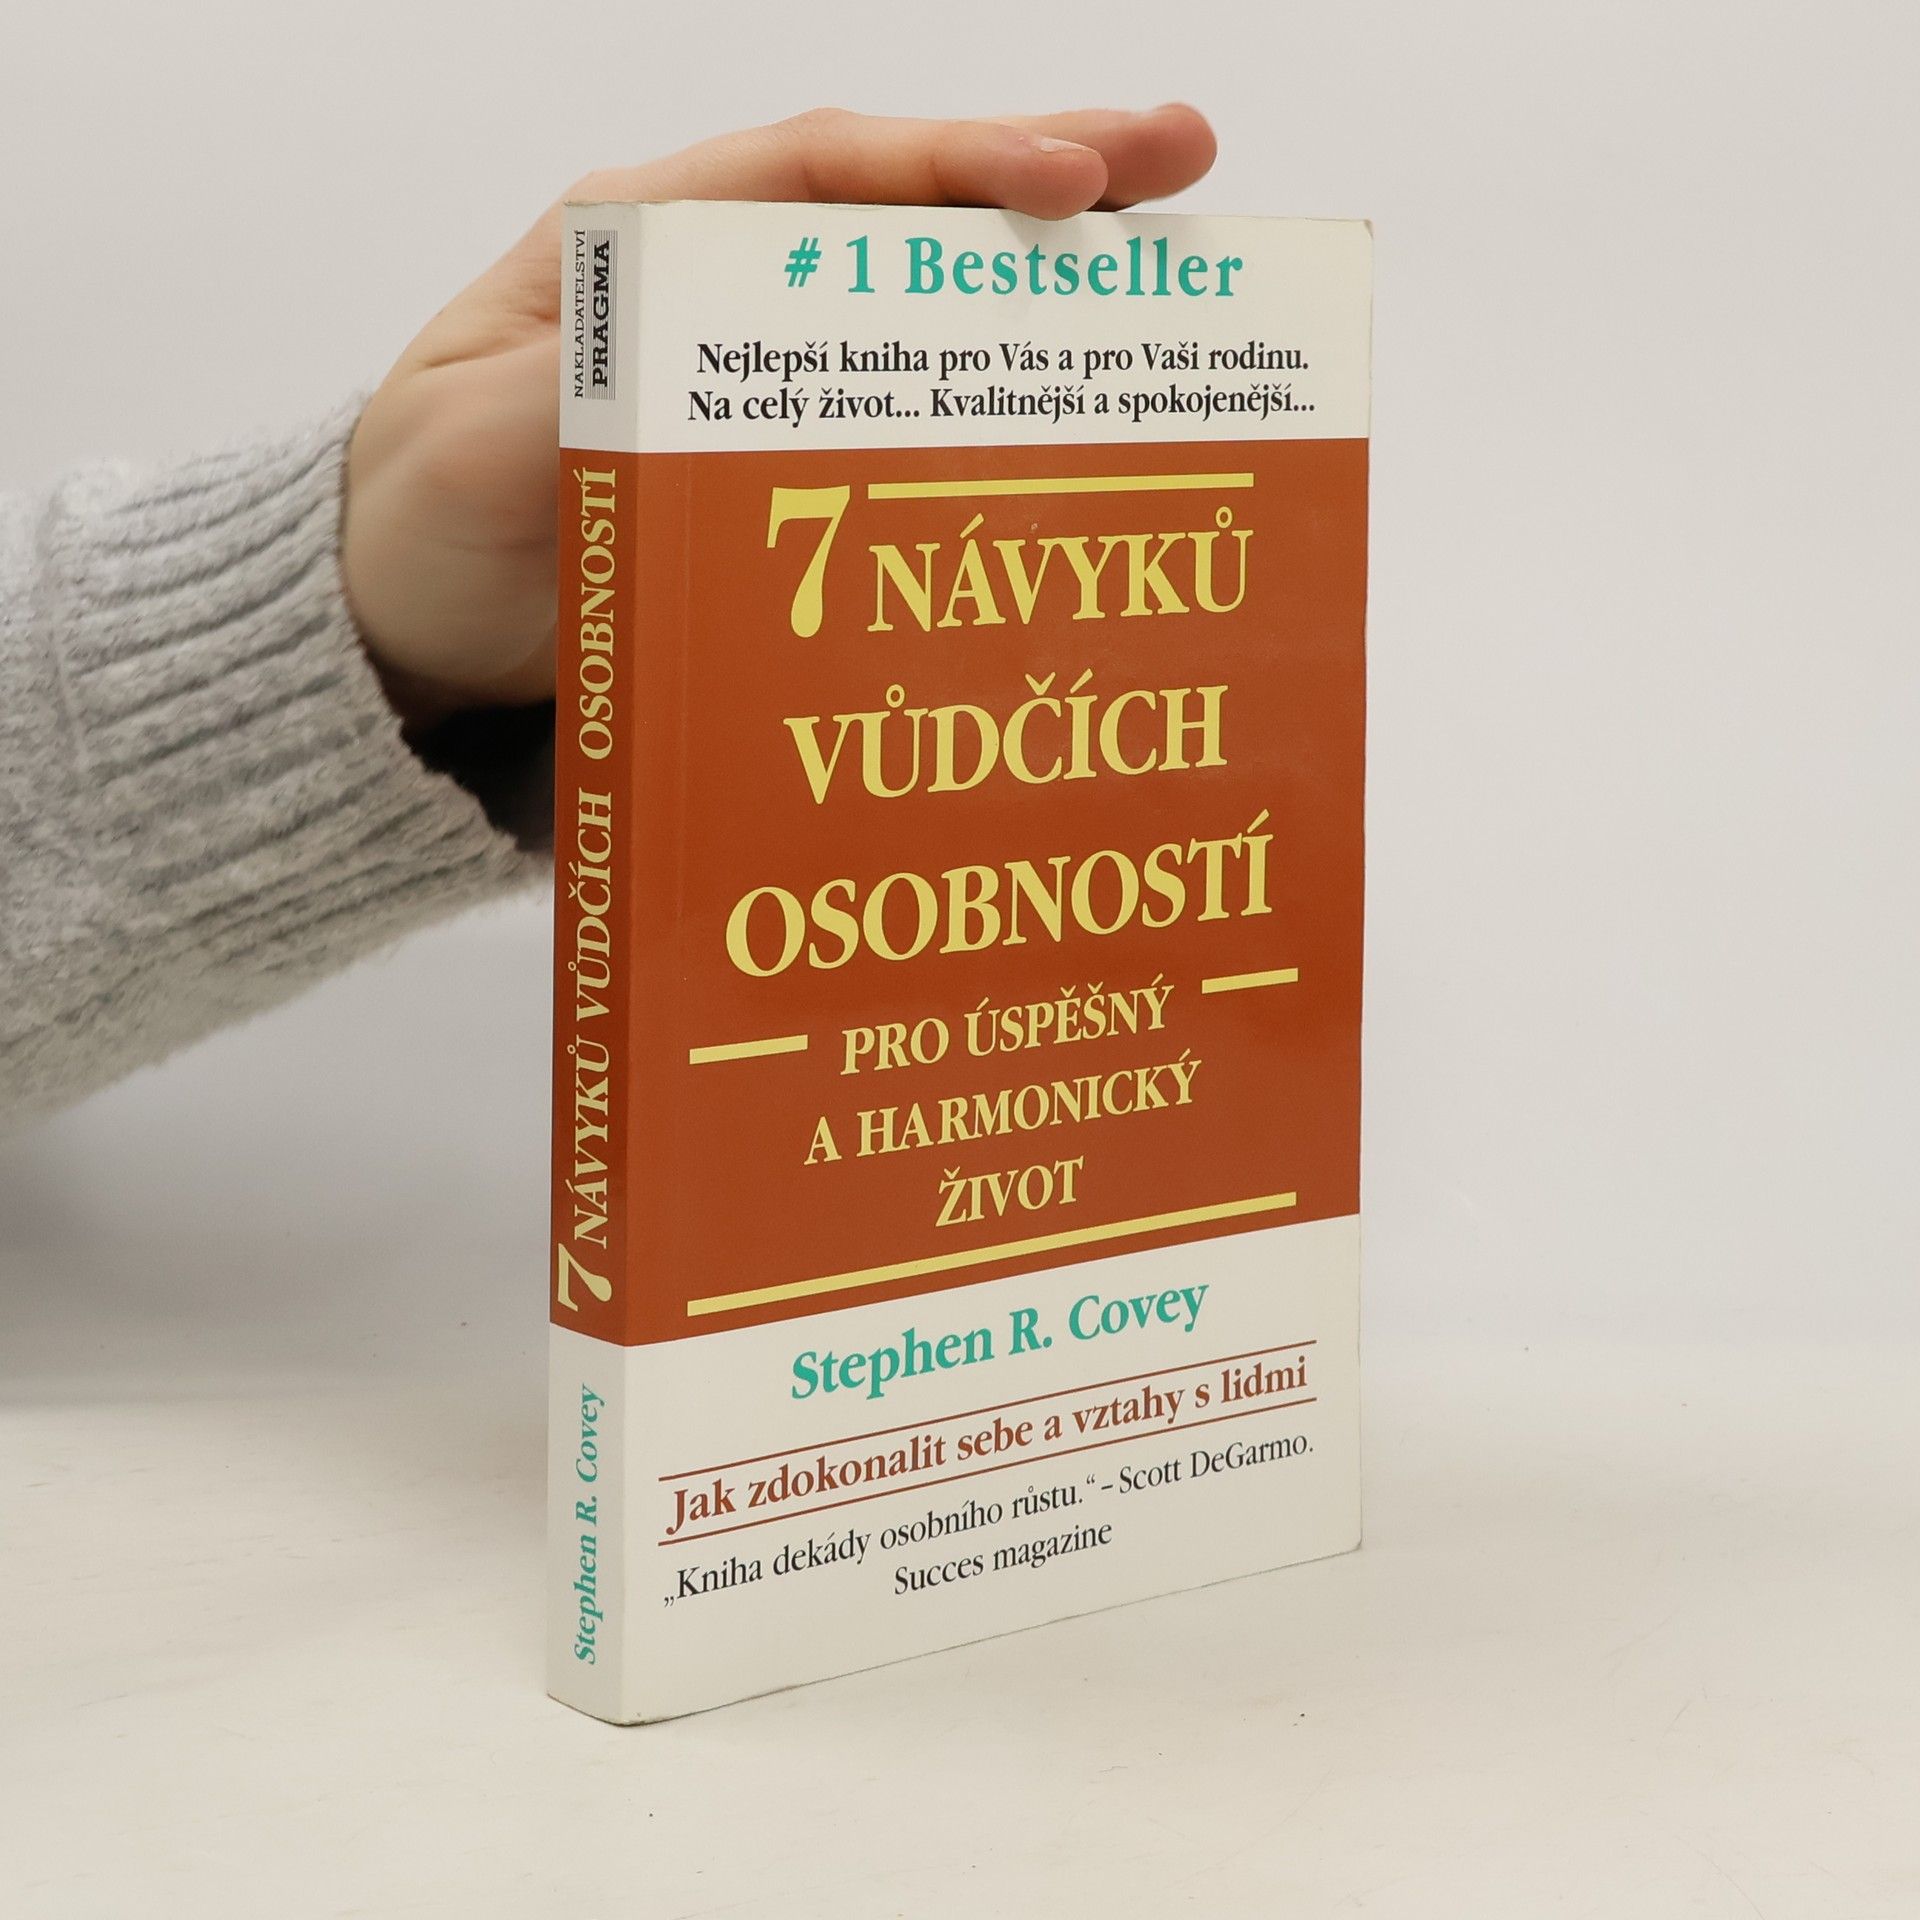 # 1 Bestseller
Nejlepší kniha pro Vás a pro Vaši rodinu.
Na celý život... Kvalitnější a spokojenější...
7 NÁVYKŮ
VŮDČÍCH
OSOBNOSTÍ
PRO ÚSPĚŠNÝ
A HARMONICKÝ
ŽIVOT
Stephen R. Covey
Jak zdokonalit sebe a vztahy s lidmi
„Kniha dekády osobního růstu.“ – Scott DeGarmo.
Succes magazine
NAKLADATELSTVÍ
PRAGMA
7 NÁVYKŮ VŮDČÍCH OSOBNOSTÍ
Stephen R. Covey